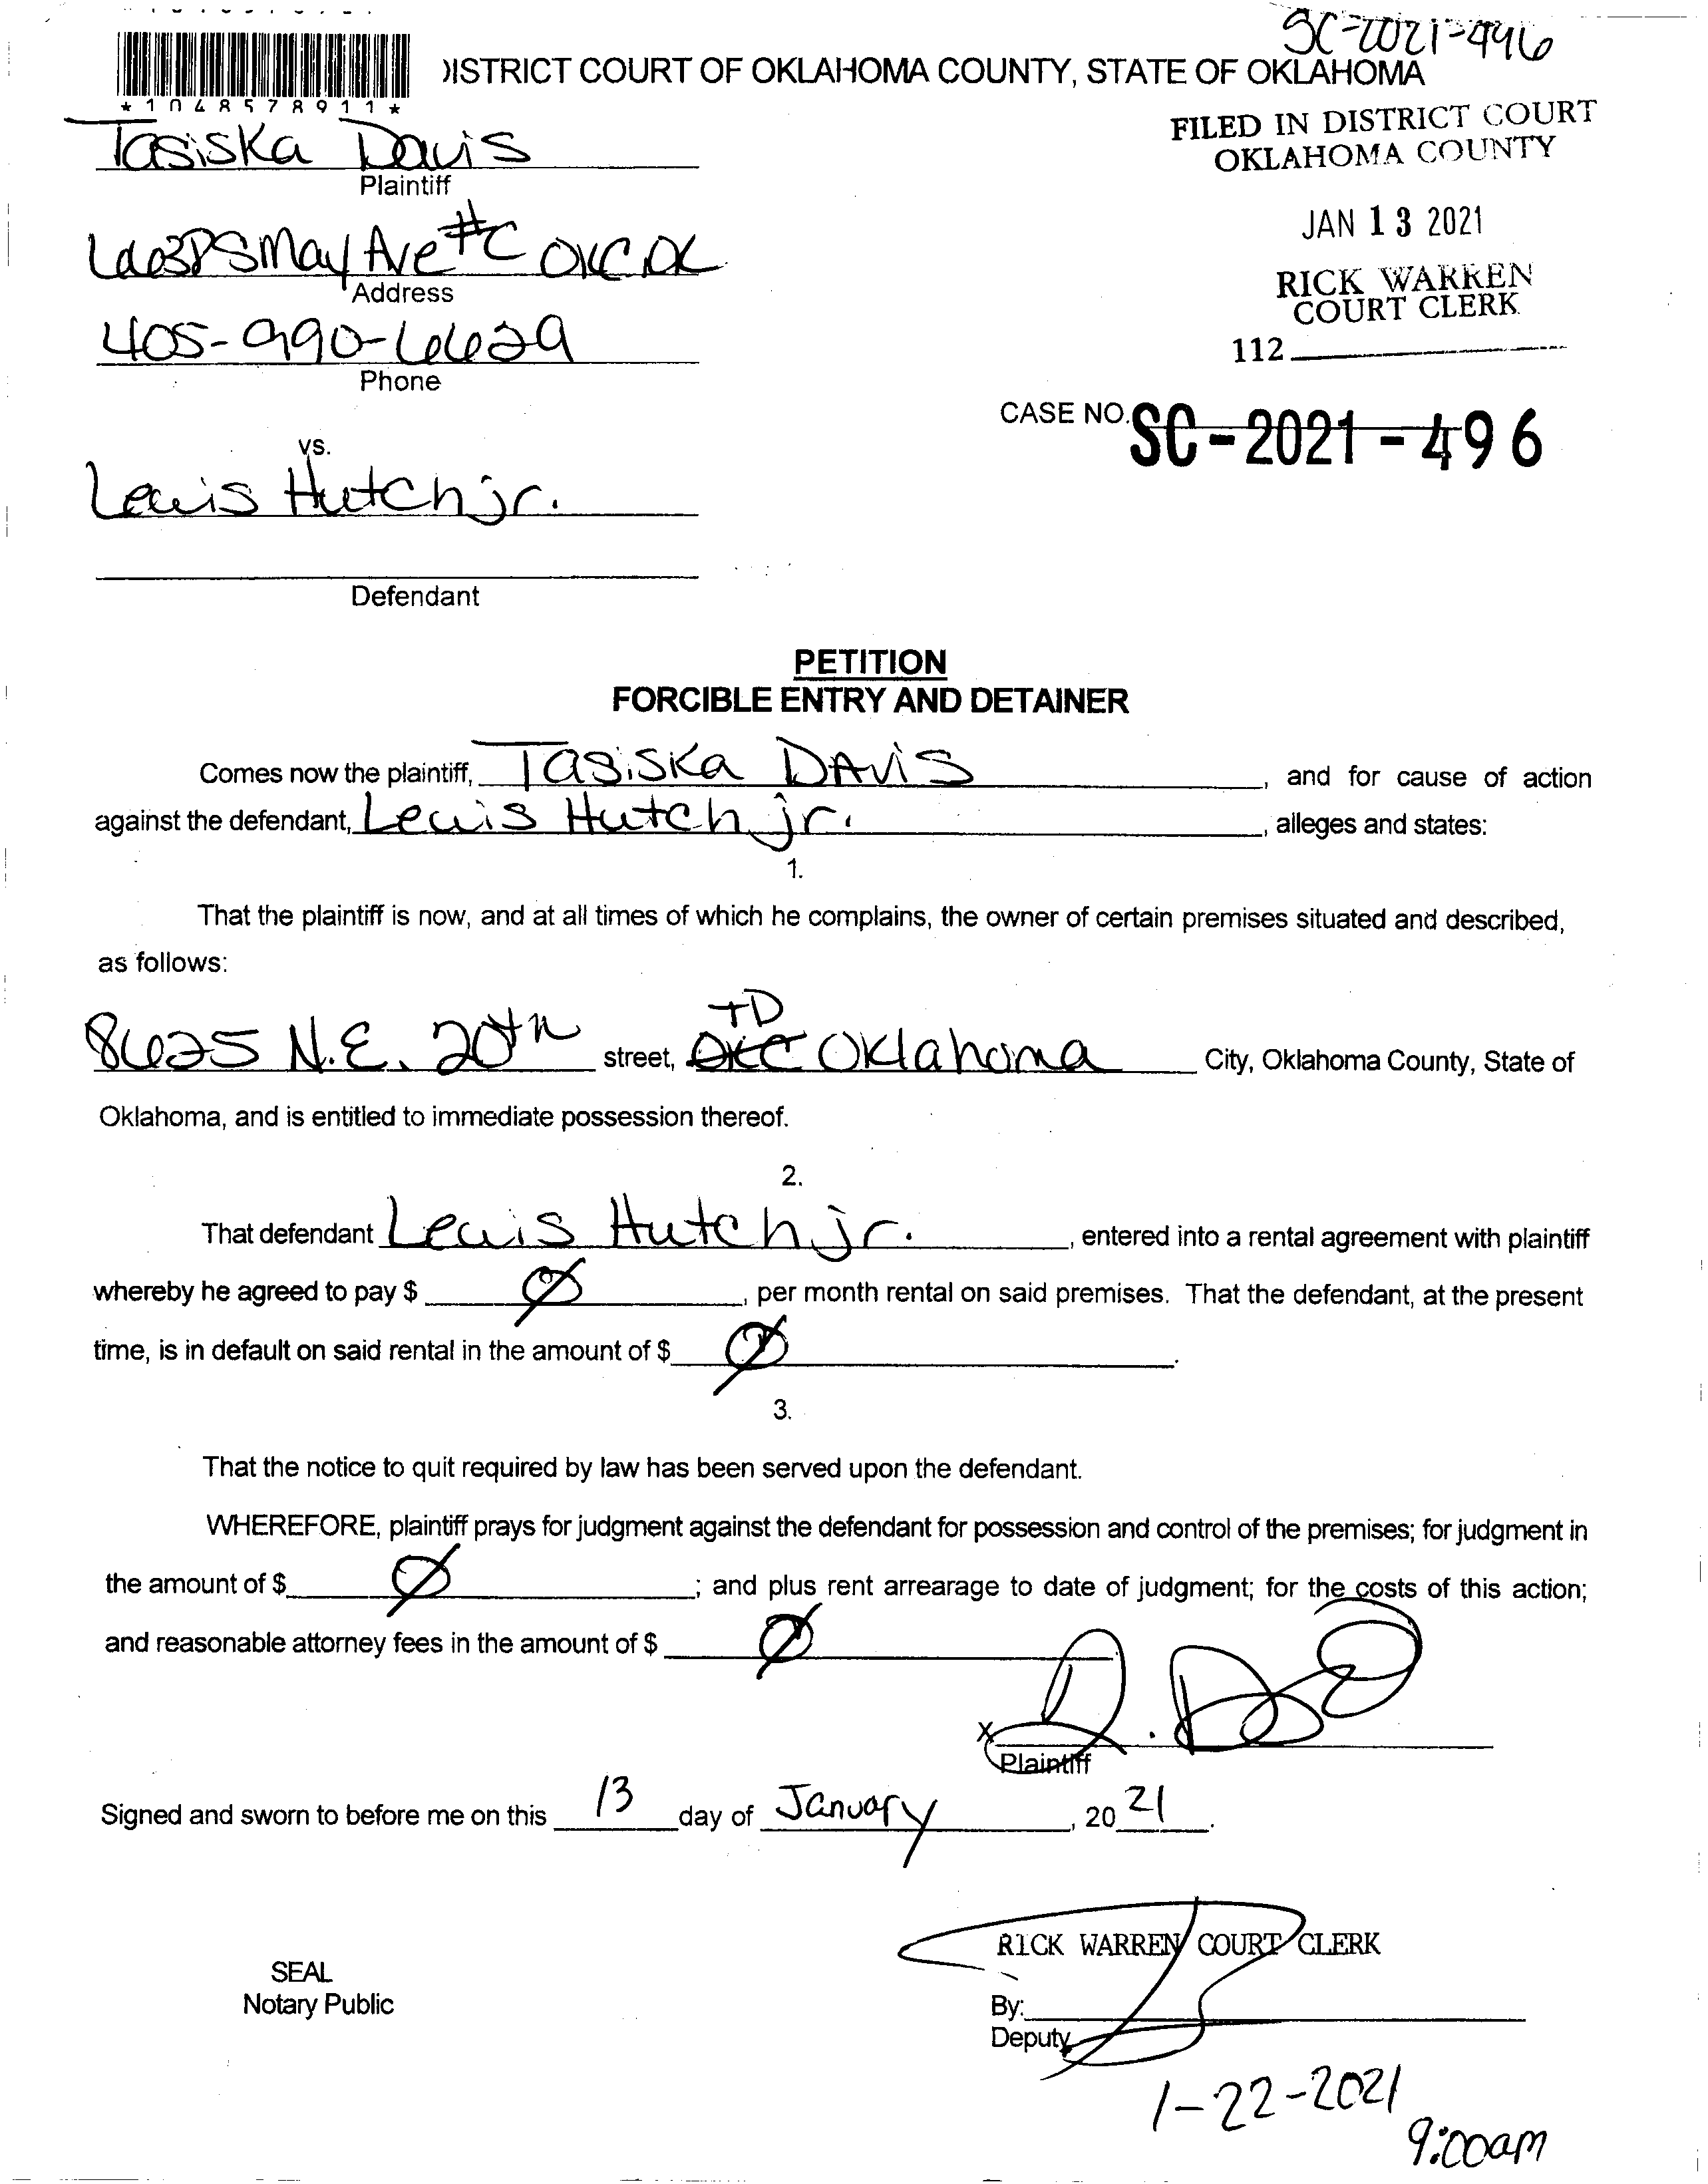 SC-2021-496
DISTRICT COURT OF OKLAHOMA COUNTY, STATE OF OKLAHOMA
*1048578911*
FILED IN DISTRICT COURT
OKLAHOMA COUNTY
Tasiska Davis
Plaintiff
JAN 13 2021
S May Ave #C OKC OK
Address
RICK WARREN
COURT CLERK
405-990-6629
Phone
112
CASE NO. SC-2021-496
vs.
Lewis Hutch jr.
Defendant
PETITION
FORCIBLE ENTRY AND DETAINER
Comes now the plaintiff, Tasiska DAviS, and for cause of action
against the defendant, Lewis Hutch jr., alleges and states:
1.
That the plaintiff is now, and at all times of which he complains, the owner of certain premises situated and described,
as follows:
TD
8625 N.E. 20th street, OKC Oklahoma City, Oklahoma County, State of
Oklahoma, and is entitled to immediate possession thereof.
2.
That defendant Lewis Hutch jr., entered into a rental agreement with plaintiff
whereby he agreed to pay $ Ø, per month rental on said premises. That the defendant, at the present
time, is in default on said rental in the amount of $ Ø.
3.
That the notice to quit required by law has been served upon the defendant.
WHEREFORE, plaintiff prays for judgment against the defendant for possession and control of the premises; for judgment in
the amount of $ Ø; and plus rent arrearage to date of judgment; for the costs of this action;
and reasonable attorney fees in the amount of $ Ø
X
Plaintiff
Signed and sworn to before me on this 13 day of January, 2021.
RICK WARREN COURT CLERK
SEAL
Notary Public
By:
Deputy
1-22-2021
9:00am